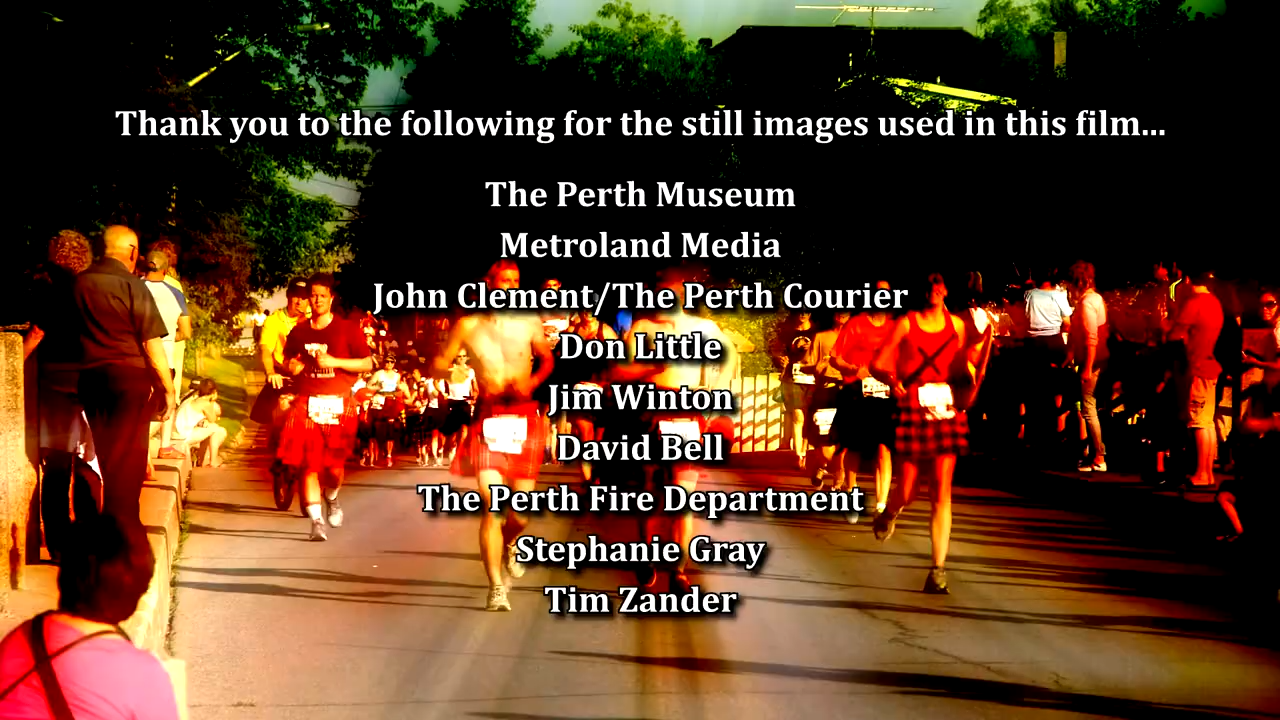 Thank you to the following for the still images used in this film...
The Perth Museum
Metroland Media
John Clement/The Perth Courier
Don Little
Jim Winton
David Bell
The Perth Fire Department
Stephanie Gray
Tim Zander